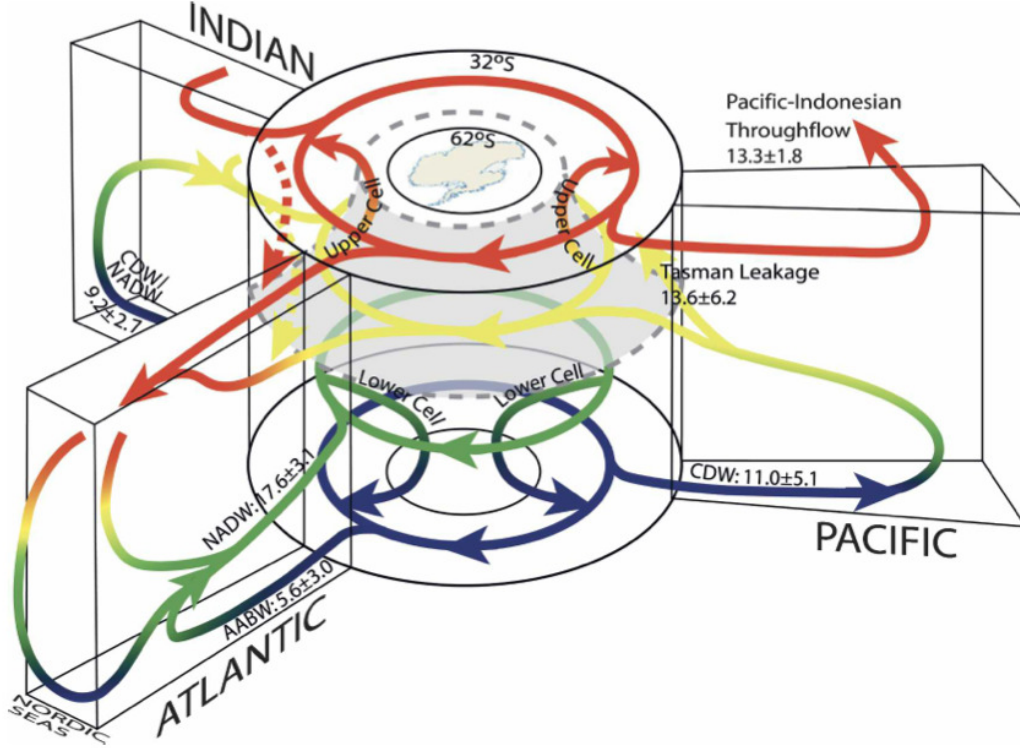 INDIAN
32°S
62°S
Pacific-Indonesian
Throughflow
13.3±1.8
Upper Cell
Upper Cell
Tasman Leakage
13.6±6.2
CDW/
NADW
9.2±2.7
Lower Cell
Lower Cell
NADW: 17.6±3.1
CDW: 11.0±5.1
PACIFIC
AABW: 5.6±3.0
ATLANTIC
NORDIC
SEAS